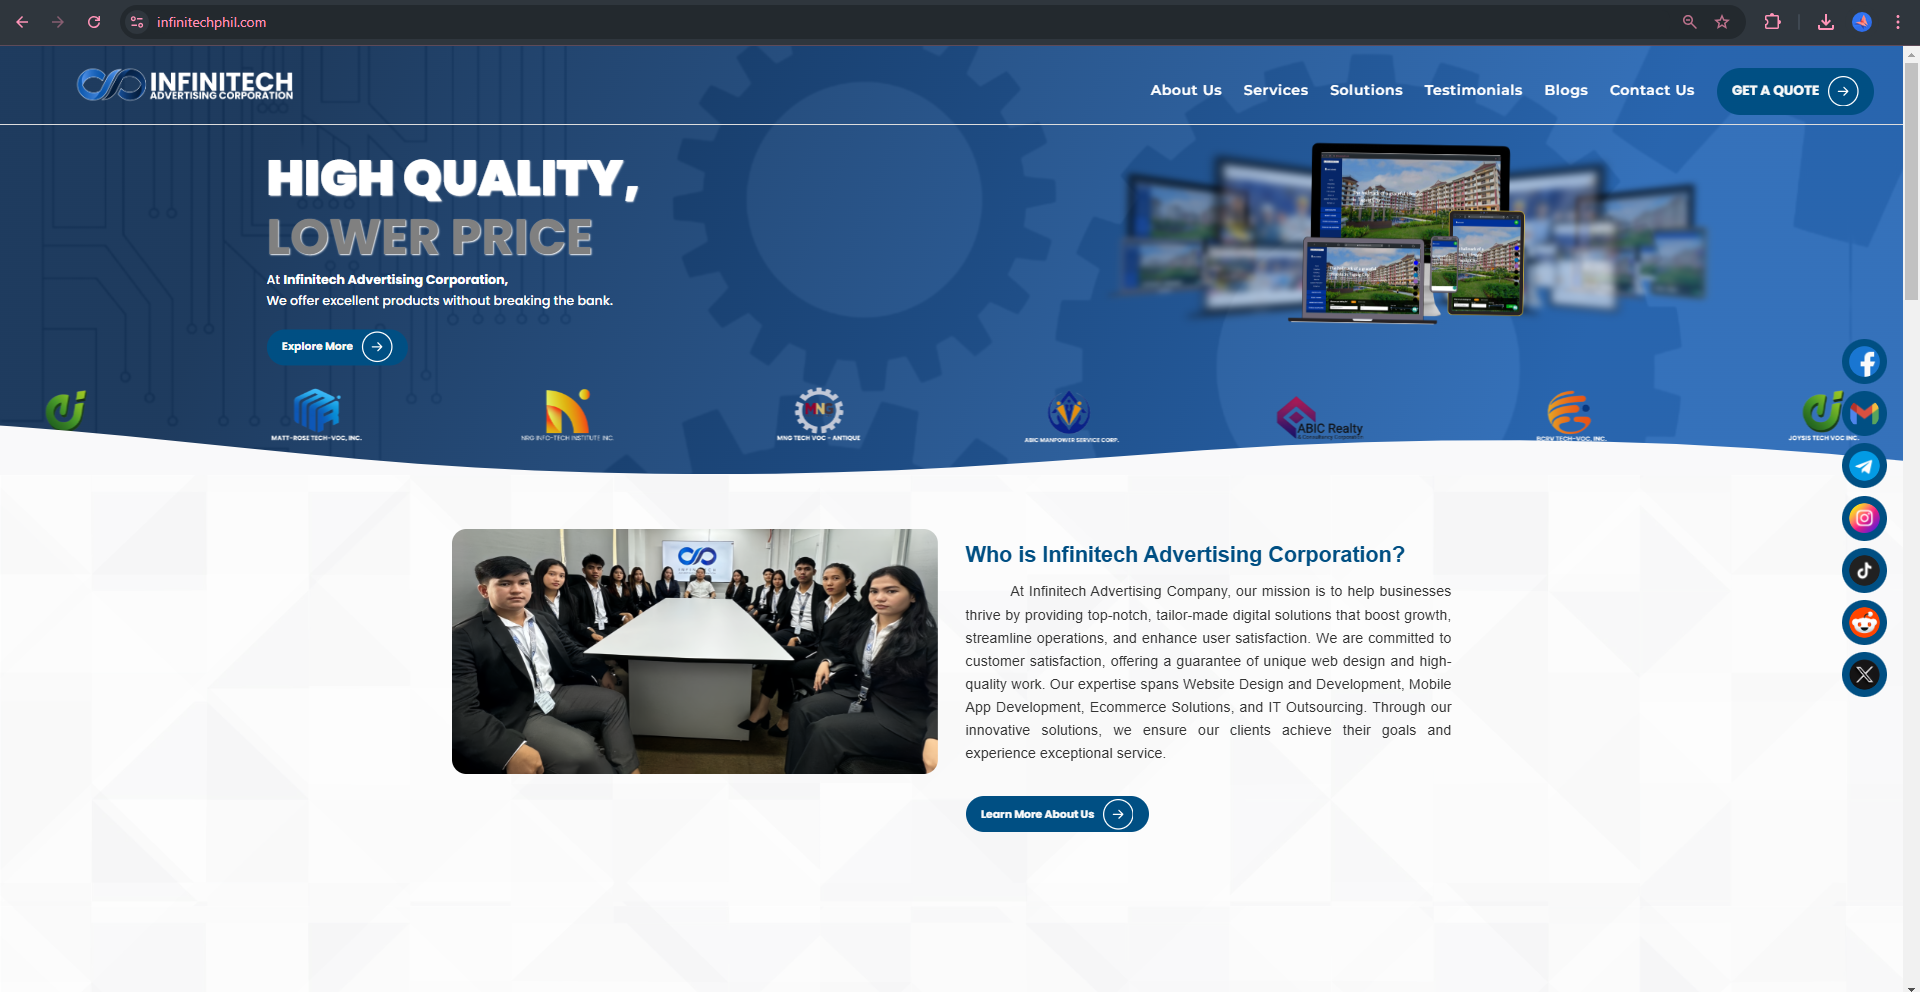 infinitechphil.com
INFINITECH
ADVERTISING CORPORATION
About Us Services Solutions Testimonials Blogs Contact Us GET A QUOTE
HIGH QUALITY,
LOWER PRICE
At Infinitech Advertising Corporation,
We offer excellent products without breaking the bank.
Explore More
MATT-ROSE TECH-VOC, INC.
NRG INFO-TECH INSTITUTE INC.
MNG
MNG TECH VOC - ANTIQUE
ABIC MANPOWER SERVICE CORP.
ABIC Realty
& Consultancy Corporation
BCRV TECH-VOC, INC.
JOYSIS TECH VOC INC.
INFINITECH
Who is Infinitech Advertising Corporation?
At Infinitech Advertising Company, our mission is to help businesses
thrive by providing top-notch, tailor-made digital solutions that boost growth,
streamline operations, and enhance user satisfaction. We are committed to
customer satisfaction, offering a guarantee of unique web design and high-
quality work. Our expertise spans Website Design and Development, Mobile
App Development, Ecommerce Solutions, and IT Outsourcing. Through our
innovative solutions, we ensure our clients achieve their goals and
experience exceptional service.
Learn More About Us